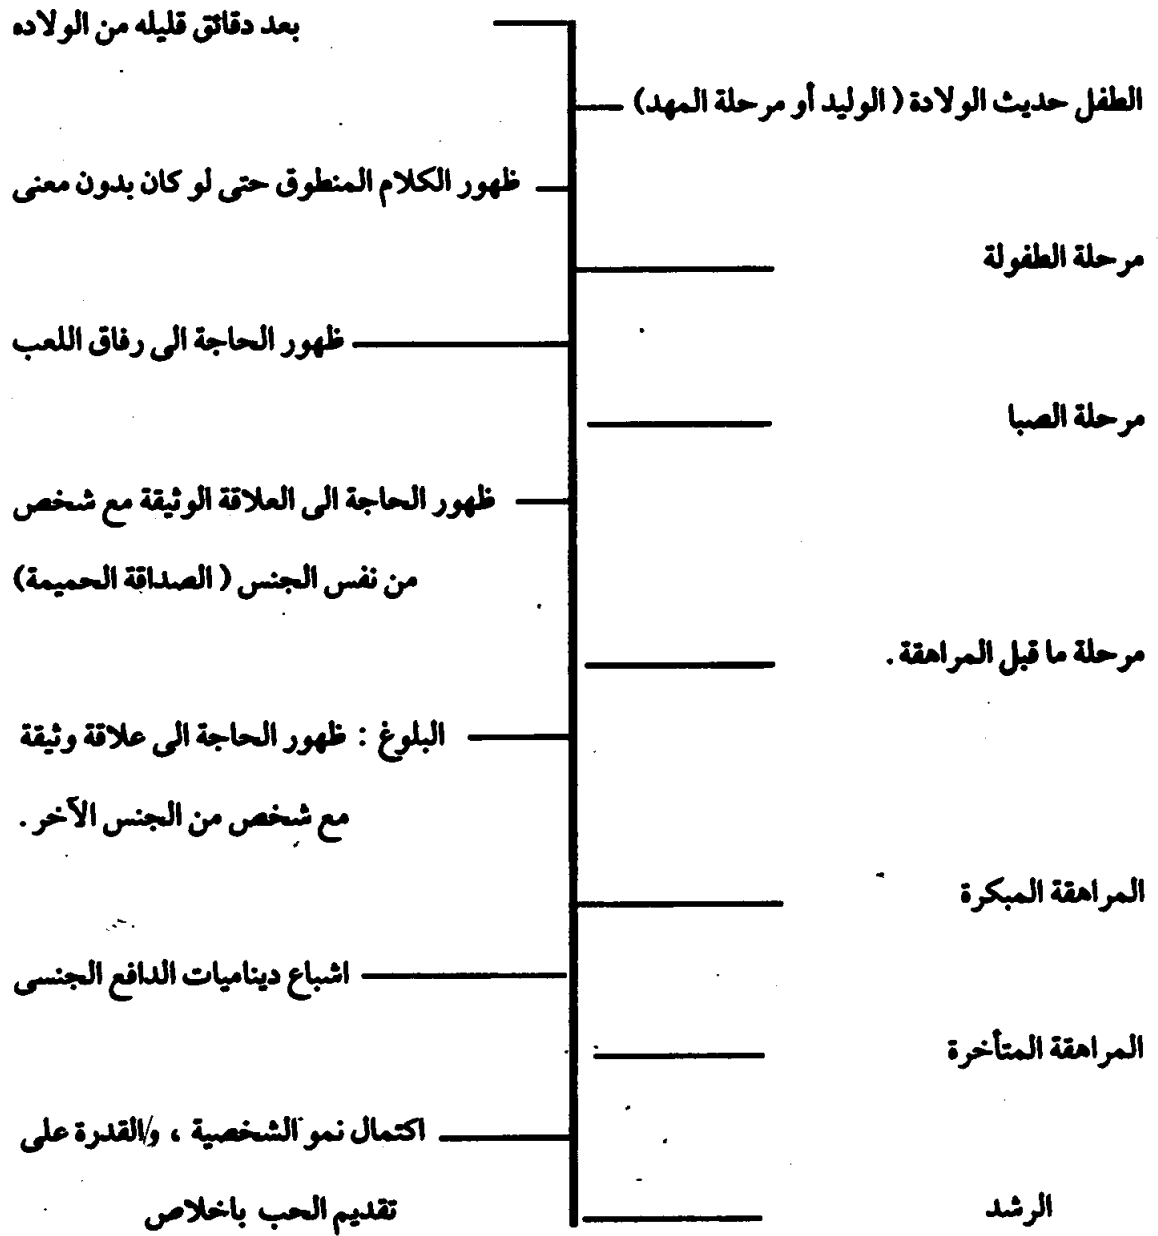 بعد دقائق قليله من الولاده
الطفل حديث الولادة ( الوليد أو مرحلة المهد )
ظهور الكلام المنطوق حتى لو كان بدون معنى
مرحلة الطفولة
ظهور الحاجة الى رفاق اللعب
مرحلة الصبا
ظهور الحاجة الى العلاقة الوثيقة مع شخص
من نفس الجنس ( الصداقة الحميمة )
مرحلة ما قبل المراهقة .
البلوغ : ظهور الحاجة الى علاقة وثيقة
مع شخص من الجنس الآخر .
المراهقة المبكرة
اشباع ديناميات الدافع الجنسى
المراهقة المتأخرة
اكتمال نمو الشخصية ، والقدرة على
تقديم الحب باخلاص
الرشد